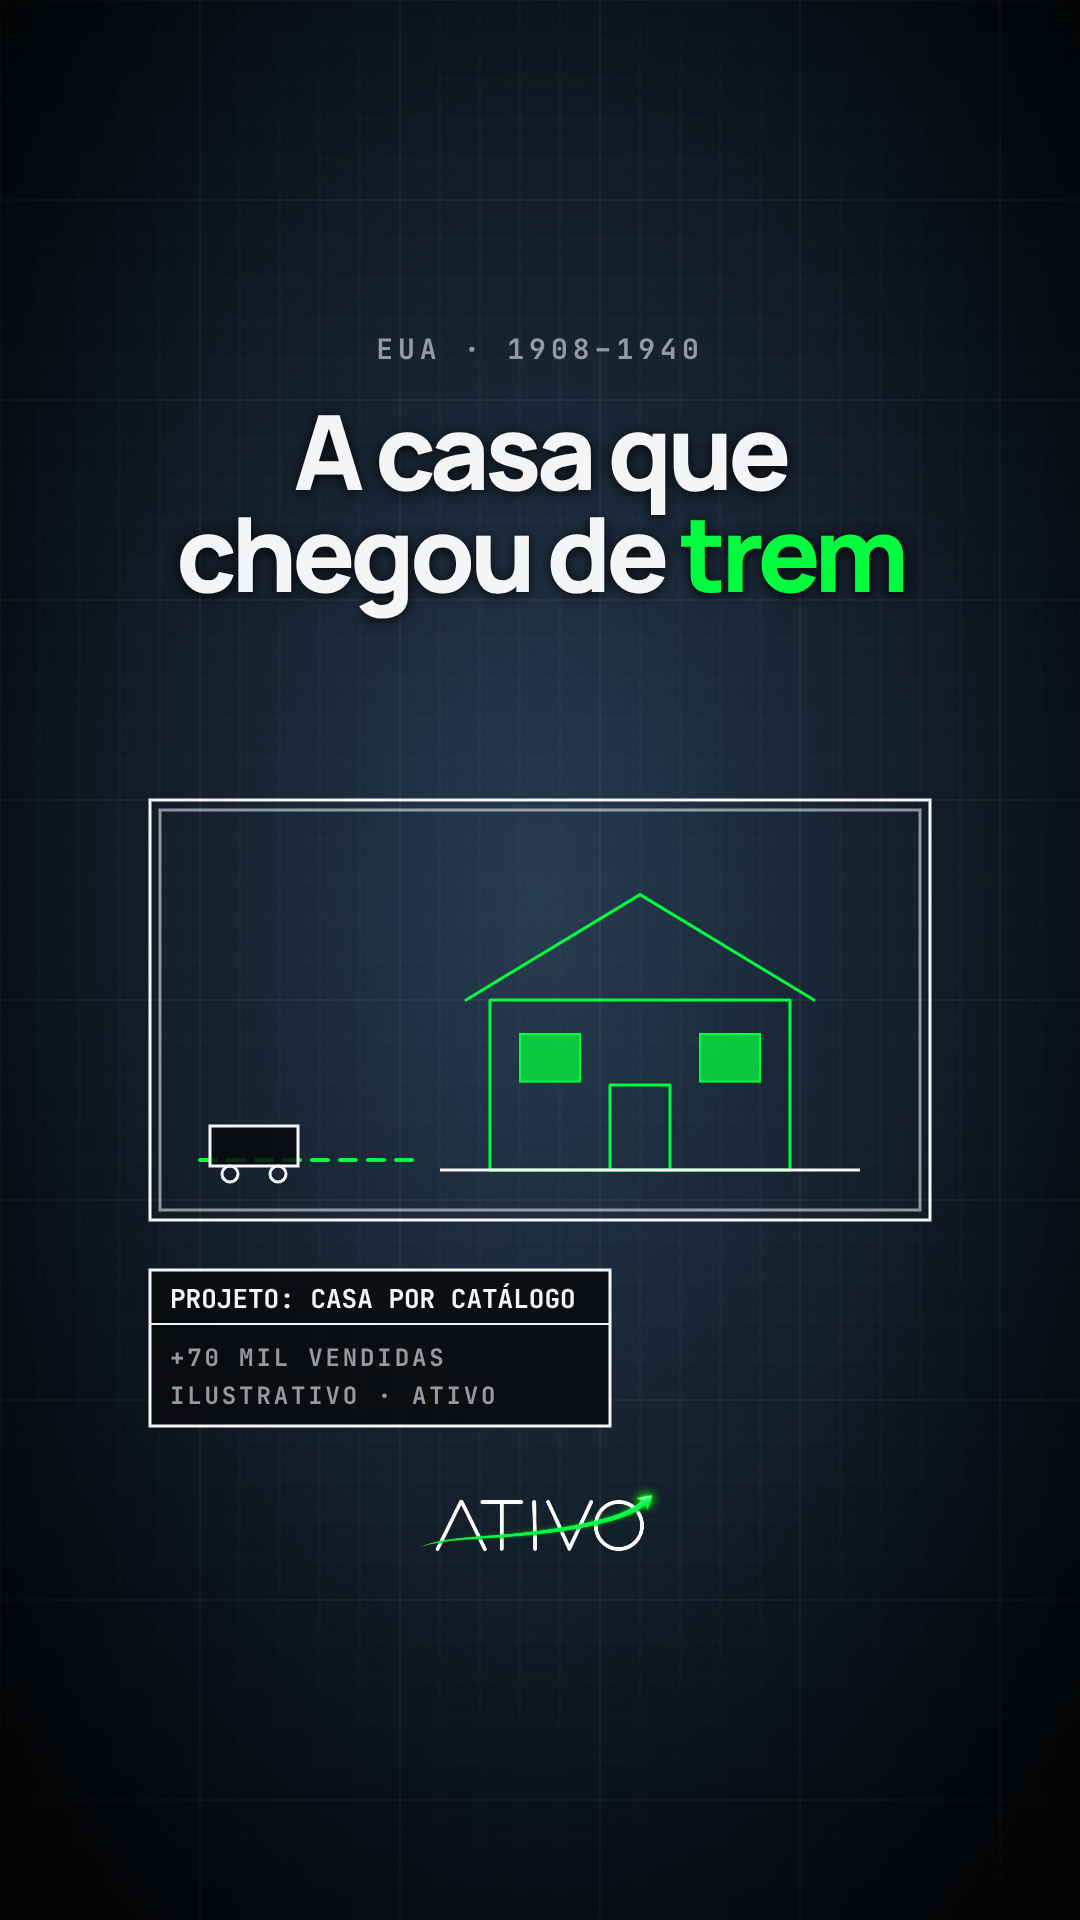 EUA · 1908–1940
A casa que
chegou de trem
PROJETO: CASA POR CATÁLOGO
+70 MIL VENDIDAS
ILUSTRATIVO · ATIVO
ATIVO